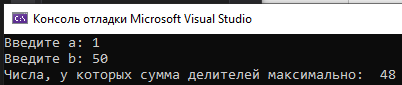 Консоль отладки Microsoft Visual Studio
Введите a: 1
Введите b: 50
Числа, у которых сумма делителей максимально:  48